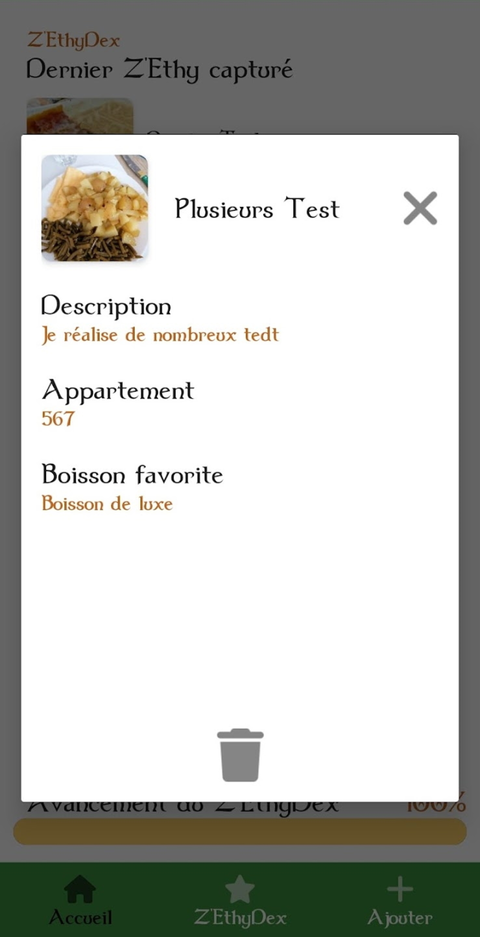 Z'EthyDex
Dernier Z'Ethy capturé
Plusieurs Test
Description
Je réalise de nombreux tedt
Appartement
567
Boisson favorite
Boisson de luxe
Avancement du Z'EthyDex 100%
Accueil
Z'EthyDex
Ajouter